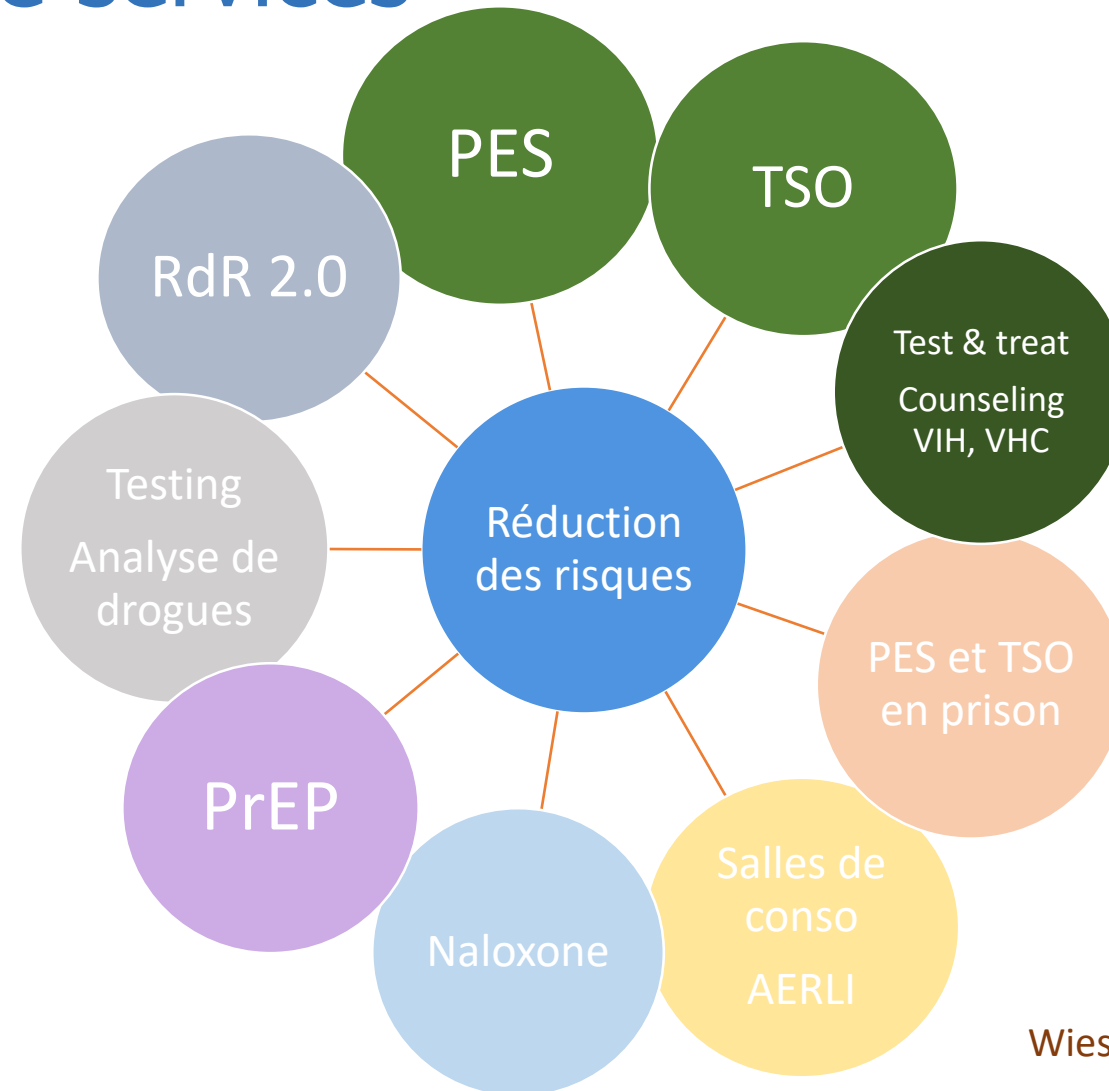 services
PES
TSO
RdR 2.0
Test & treat
Counseling
VIH, VHC
Testing
Analyse de
drogues
Réduction
des risques
PES et TSO
en prison
PrEP
Salles de
conso
AERLI
Naloxone
Wies